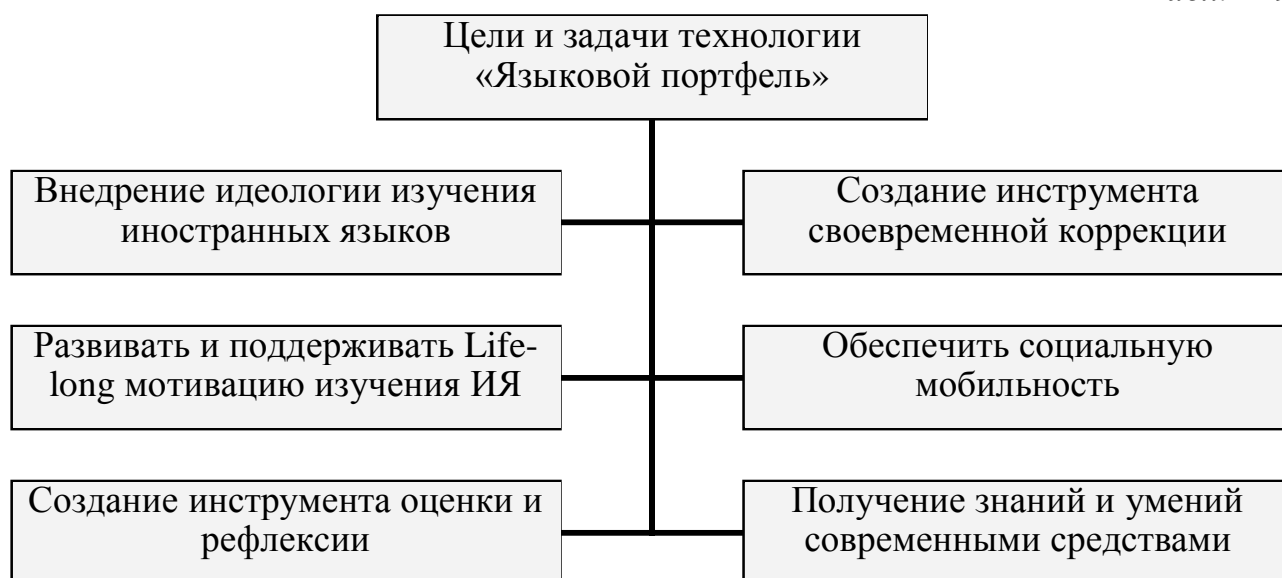 Цели и задачи технологии
«Языковой портфель»
Внедрение идеологии изучения
иностранных языков
Создание инструмента
своевременной коррекции
Развивать и поддерживать Life-
long мотивацию изучения ИЯ
Обеспечить социальную
мобильность
Создание инструмента оценки и
рефлексии
Получение знаний и умений
современными средствами